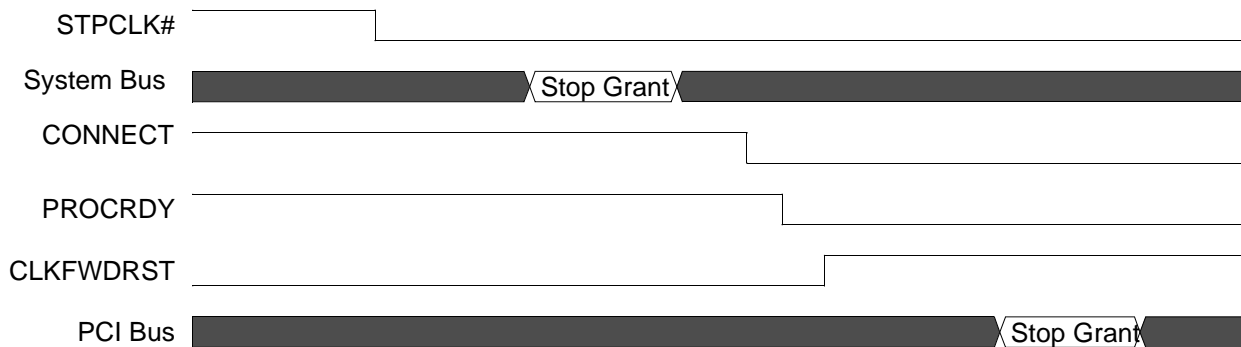 STPCLK#
System Bus Stop Grant
CONNECT
PROCRDY
CLKFWDRST
PCI Bus Stop Grant